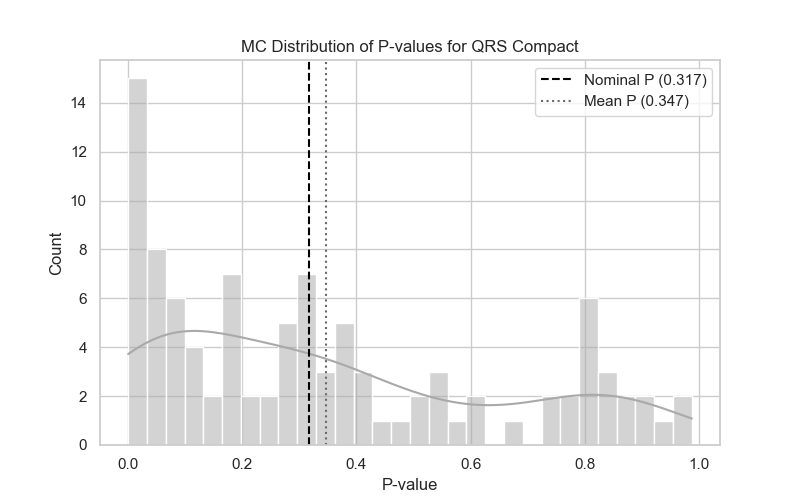 MC Distribution of P-values for QRS Compact
Nominal P (0.317)
Mean P (0.347)
14
12
10
8
6
4
2
0
Count
0.0 0.2 0.4 0.6 0.8 1.0
P-value